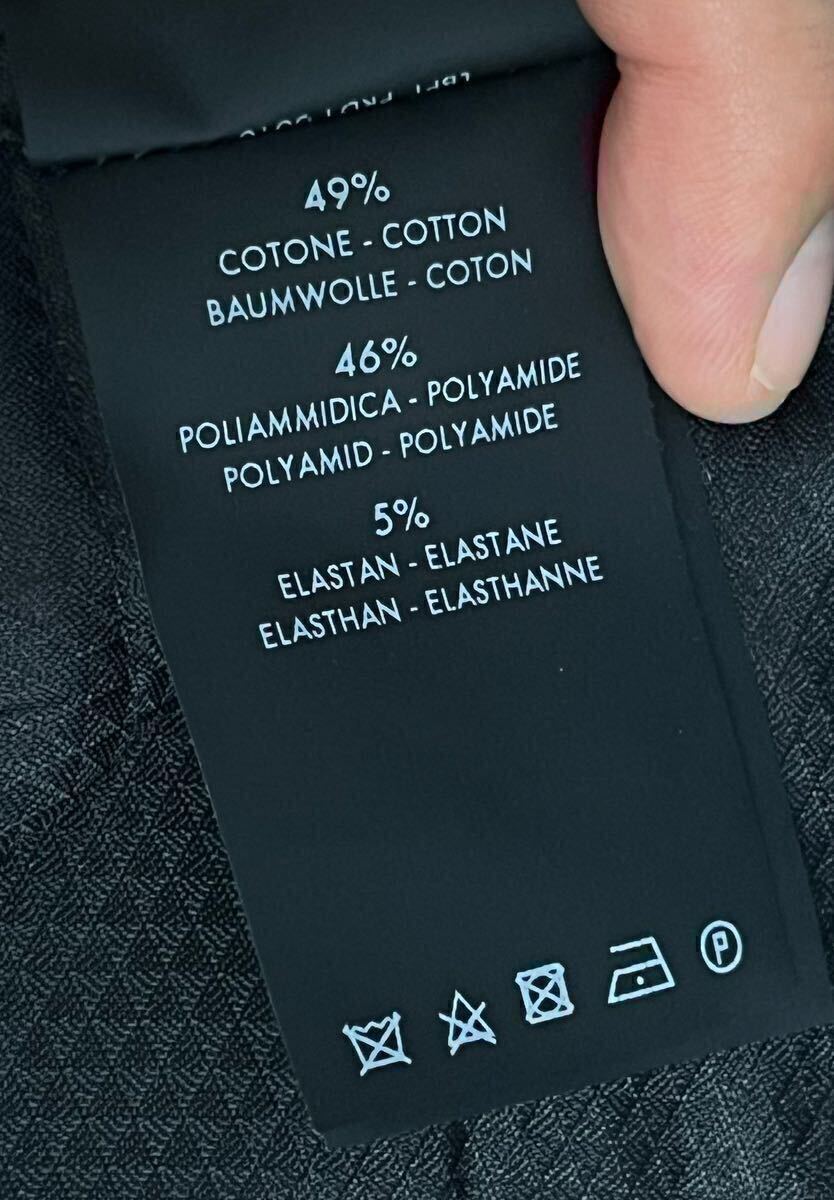 49%
COTONE - COTTON
BAUMWOLLE - COTON
46%
POLIAMMIDICA - POLYAMIDE
POLYAMID - POLYAMIDE
5%
ELASTAN - ELASTANE
ELASTHAN - ELASTHANNE
P